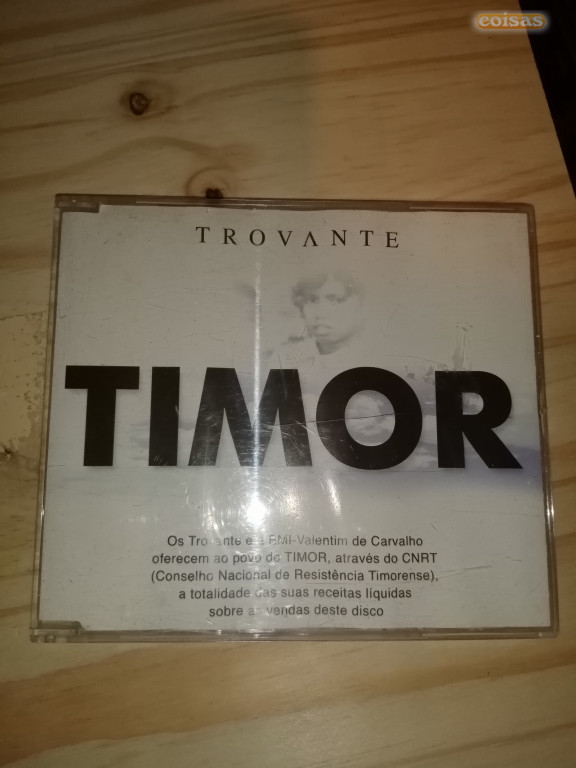 coisas
TROVANTE
TIMOR
Os Trovante e a EMI-Valentim de Carvalho
oferecem ao povo de TIMOR, através do CNRT
(Conselho Nacional de Resistência Timorense),
a totalidade das suas receitas líquidas
sobre as vendas deste disco